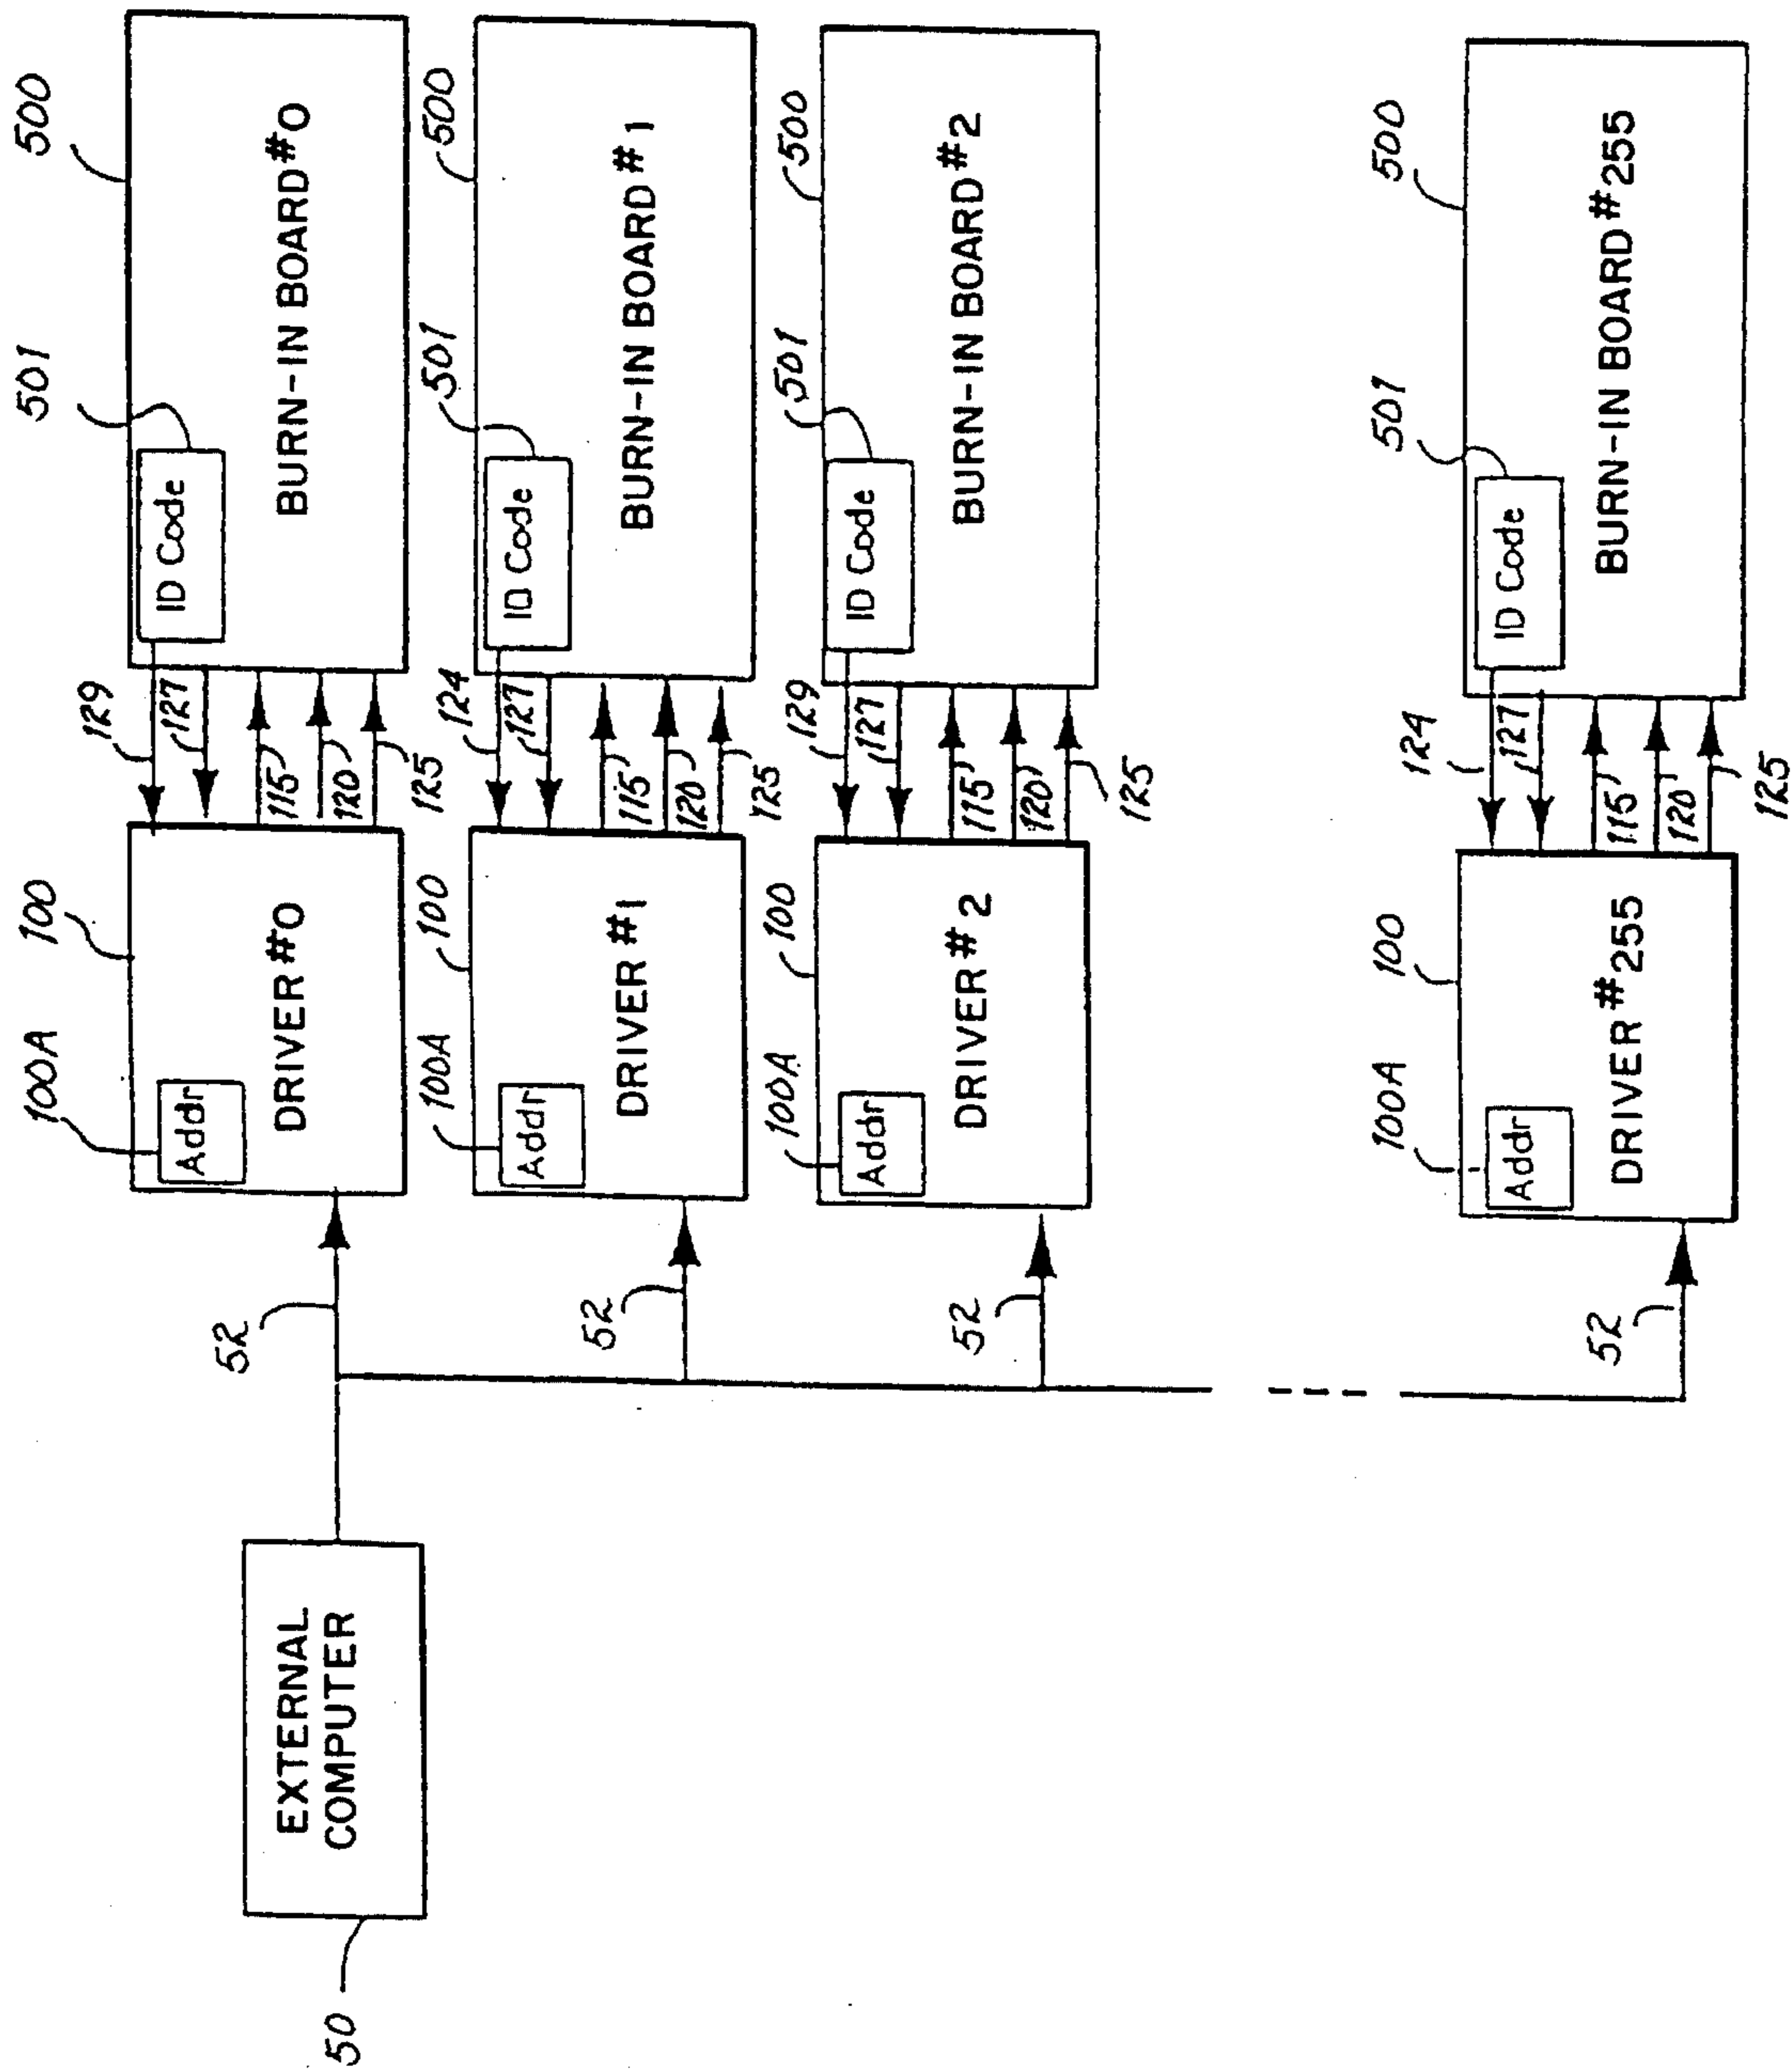 50
EXTERNAL
COMPUTER
52
52
52
52
100A
100
Addr
DRIVER #0
129
127
115
120
125
501
500
ID Code
BURN-IN BOARD #0
100A
100
Addr
DRIVER #1
124
127
115
120
125
501
500
ID Code
BURN-IN BOARD #1
100A
100
Addr
DRIVER #2
129
127
115
120
125
501
500
ID Code
BURN-IN BOARD #2
100A
100
Addr
DRIVER #255
124
127
115
120
125
501
500
ID Code
BURN-IN BOARD #255